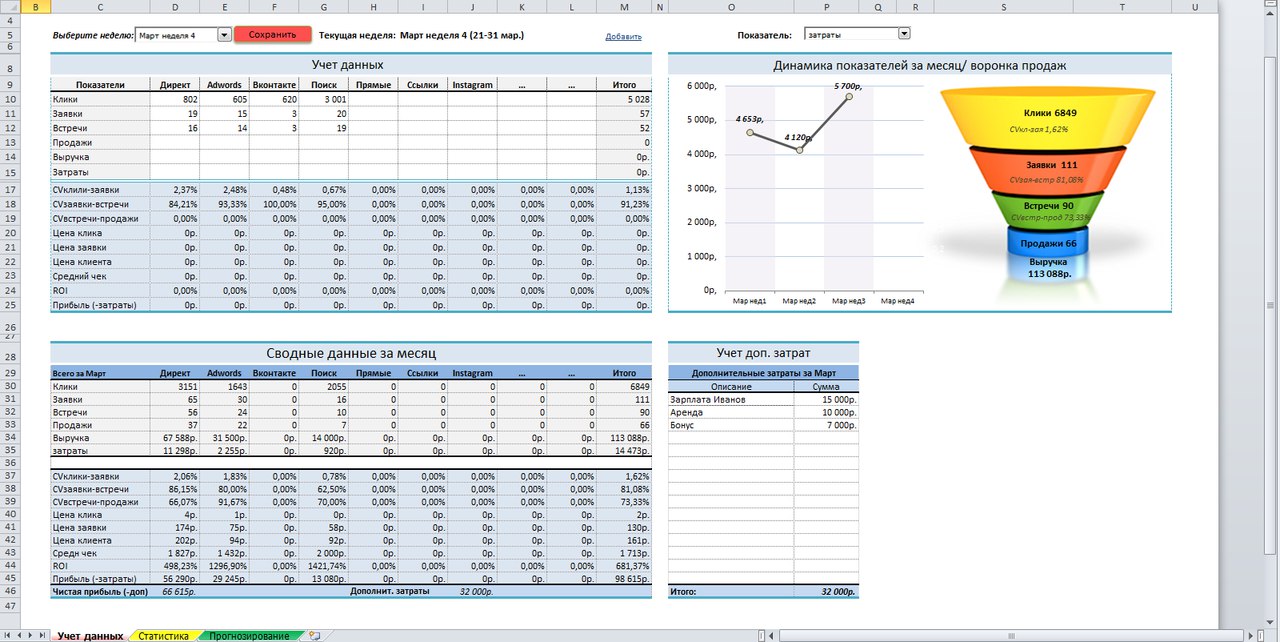 B C D E F G H I J K L M N O P Q R S T U
4
5 Выберите неделю: Март неделя 4 Сохранить Текущая неделя: Март неделя 4 (21-31 мар.) Добавить Показатель: затраты
6
8 Учет данных Динамика показателей за месяц/ воронка продаж
9 Показатели Директ Adwords Вконтакте Поиск Прямые Ссылки Instagram ... ... Итого
10 Клики 802 605 620 3 001 5 028
11 Заявки 19 15 3 20 57
12 Встречи 16 14 3 19 52
13 Продажи 0
14 Выручка 0р.
15 Затраты 0р.
17 CVклили-заявки 2,37% 2,48% 0,48% 0,67% 0,00% 0,00% 0,00% 0,00% 0,00% 1,13%
18 CVзаявки-встречи 84,21% 93,33% 100,00% 95,00% 0,00% 0,00% 0,00% 0,00% 0,00% 91,23%
19 CVвстречи-продажи 0,00% 0,00% 0,00% 0,00% 0,00% 0,00% 0,00% 0,00% 0,00% 0,00%
20 Цена клика 0р. 0р. 0р. 0р. 0р. 0р. 0р. 0р. 0р. 0р.
21 Цена заявки 0р. 0р. 0р. 0р. 0р. 0р. 0р. 0р. 0р. 0р.
22 Цена клиента 0р. 0р. 0р. 0р. 0р. 0р. 0р. 0р. 0р. 0р.
23 Средний чек 0р. 0р. 0р. 0р. 0р. 0р. 0р. 0р. 0р. 0р.
24 ROI 0,00% 0,00% 0,00% 0,00% 0,00% 0,00% 0,00% 0,00% 0,00% 0,00%
25 Прибыль (-затраты) 0р. 0р. 0р. 0р. 0р. 0р. 0р. 0р. 0р. 0р.
6 000р,
5 000р,
4 000р,
3 000р,
2 000р,
1 000р,
0р,
4 653р,
4 120р,
5 700р,
Мар нед1 Мар нед2 Мар нед3 Мар нед4
Клики 6849
CVкл-зая 1,62%
Заявки 111
CVзая-встр 81,08%
Встречи 90
CVвстр-прод 73,33%
Продажи 66
Выручка
113 088р.
26
27
28 Сводные данные за месяц Учет доп. затрат
29 Всего за Март Директ Adwords Вконтакте Поиск Прямые Ссылки Instagram ... ... Итого Дополнительные затраты за Март
30 Клики 3151 1643 0 2055 0 0 0 0 0 6849 Описание Сумма
31 Заявки 65 30 0 16 0 0 0 0 0 111 Зарплата Иванов 15 000р.
32 Встречи 56 24 0 10 0 0 0 0 0 90 Аренда 10 000р.
33 Продажи 37 22 0 7 0 0 0 0 0 66 Бонус 7 000р.
34 Выручка 67 588р. 31 500р. 0р. 14 000р. 0р. 0р. 0р. 0р. 0р. 113 088р.
35 затраты 11 298р. 2 255р. 0р. 920р. 0р. 0р. 0р. 0р. 0р. 14 473р.
36
37 CVклики-заявки 2,06% 1,83% 0,00% 0,78% 0,00% 0,00% 0,00% 0,00% 0,00% 1,62%
38 CVзаявки-встречи 86,15% 80,00% 0,00% 62,50% 0,00% 0,00% 0,00% 0,00% 0,00% 81,08%
39 CVвстречи-продажи 66,07% 91,67% 0,00% 70,00% 0,00% 0,00% 0,00% 0,00% 0,00% 73,33%
40 Цена клика 4р. 1р. 0р. 0р. 0р. 0р. 0р. 0р. 0р. 2р.
41 Цена заявки 174р. 75р. 0р. 58р. 0р. 0р. 0р. 0р. 0р. 130р.
42 Цена клиента 202р. 94р. 0р. 92р. 0р. 0р. 0р. 0р. 0р. 161р.
43 Средн чек 1 827р. 1 432р. 0р. 2 000р. 0р. 0р. 0р. 0р. 0р. 1 713р.
44 ROI 498,23% 1296,90% 0,00% 1421,74% 0,00% 0,00% 0,00% 0,00% 0,00% 681,37%
45 Прибыль (-затраты) 56 290р. 29 245р. 0р. 13 080р. 0р. 0р. 0р. 0р. 0р. 98 615р.
46 Чистая прибыль (-доп) 66 615р. Дополнит. затраты 32 000р. Итого: 32 000р.
47
Учет данных Статистика Прогнозирование